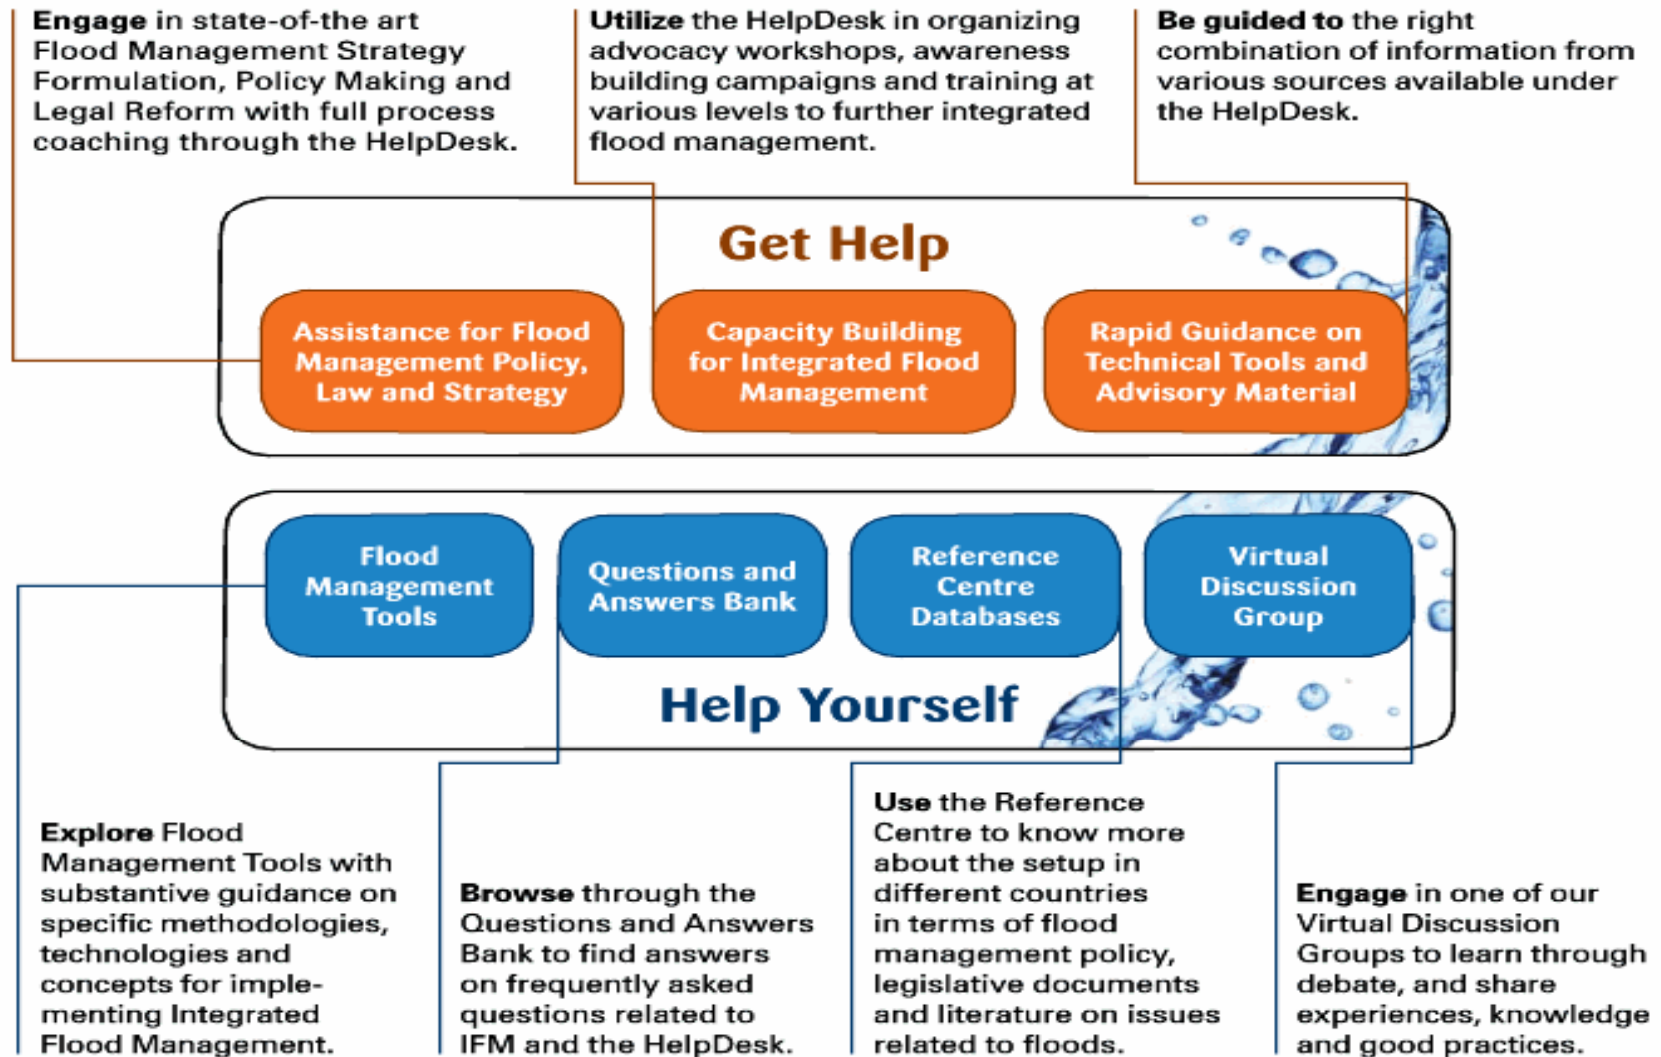 Engage in state-of-the art
Flood Management Strategy
Formulation, Policy Making and
Legal Reform with full process
coaching through the HelpDesk.
Utilize the HelpDesk in organizing
advocacy workshops, awareness
building campaigns and training at
various levels to further integrated
flood management.
Be guided to the right
combination of information from
various sources available under
the HelpDesk.
Get Help
Assistance for Flood
Management Policy,
Law and Strategy
Capacity Building
for Integrated Flood
Management
Rapid Guidance on
Technical Tools and
Advisory Material
Flood
Management
Tools
Questions and
Answers Bank
Reference
Centre
Databases
Virtual
Discussion
Group
Help Yourself
Explore Flood
Management Tools with
substantive guidance on
specific methodologies,
technologies and
concepts for imple-
menting Integrated
Flood Management.
Browse through the
Questions and Answers
Bank to find answers
on frequently asked
questions related to
IFM and the HelpDesk.
Use the Reference
Centre to know more
about the setup in
different countries
in terms of flood
management policy,
legislative documents
and literature on issues
related to floods.
Engage in one of our
Virtual Discussion
Groups to learn through
debate, and share
experiences, knowledge
and good practices.